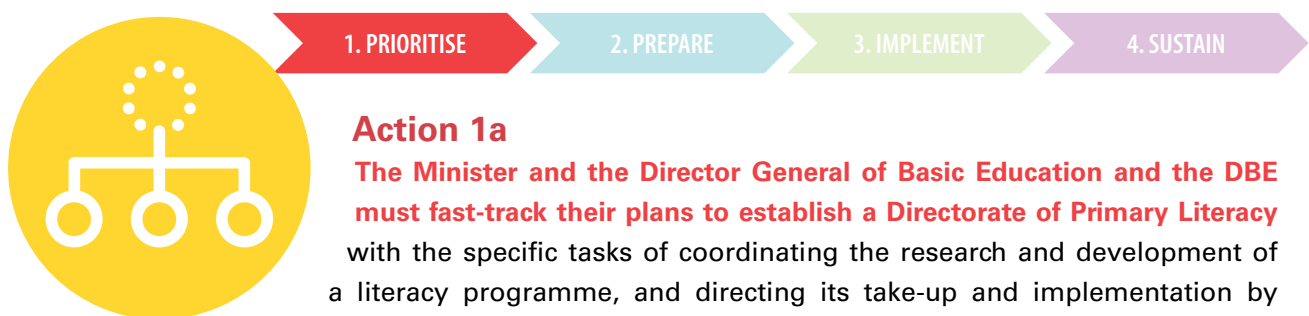 1. PRIORITISE 2. PREPARE 3. IMPLEMENT 4. SUSTAIN
Action 1a
The Minister and the Director General of Basic Education and the DBE
must fast-track their plans to establish a Directorate of Primary Literacy
with the specific tasks of coordinating the research and development of
a literacy programme, and directing its take-up and implementation by